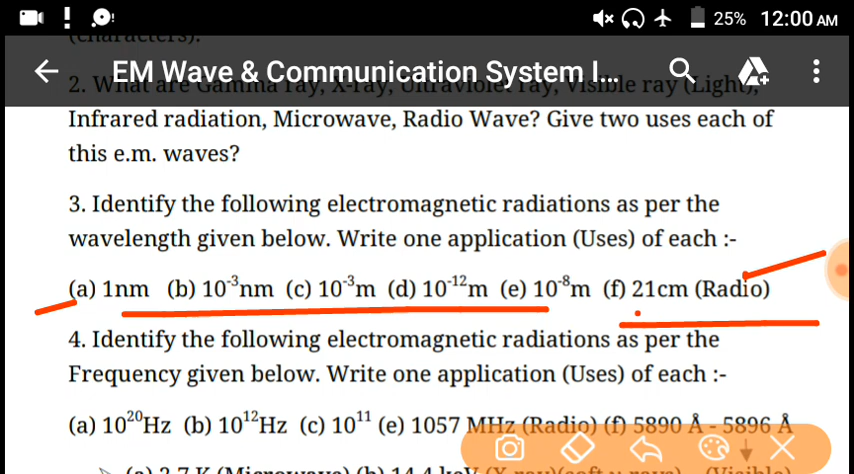 25% 12:00 AM
EM Wave & Communication System I...
2. What are Gamma ray, X-ray, Ultraviolet ray, Visible ray (Light),
Infrared radiation, Microwave, Radio Wave? Give two uses each of
this e.m. waves?
3. Identify the following electromagnetic radiations as per the
wavelength given below. Write one application (Uses) of each :-
(a) 1nm (b) 10⁻³nm (c) 10⁻³m (d) 10⁻¹²m (e) 10⁻⁸m (f) 21cm (Radio)
4. Identify the following electromagnetic radiations as per the
Frequency given below. Write one application (Uses) of each :-
(a) 10²⁰Hz (b) 10¹²Hz (c) 10¹¹ (e) 1057 MHz (Radio) (f) 5890 Å - 5896 Å